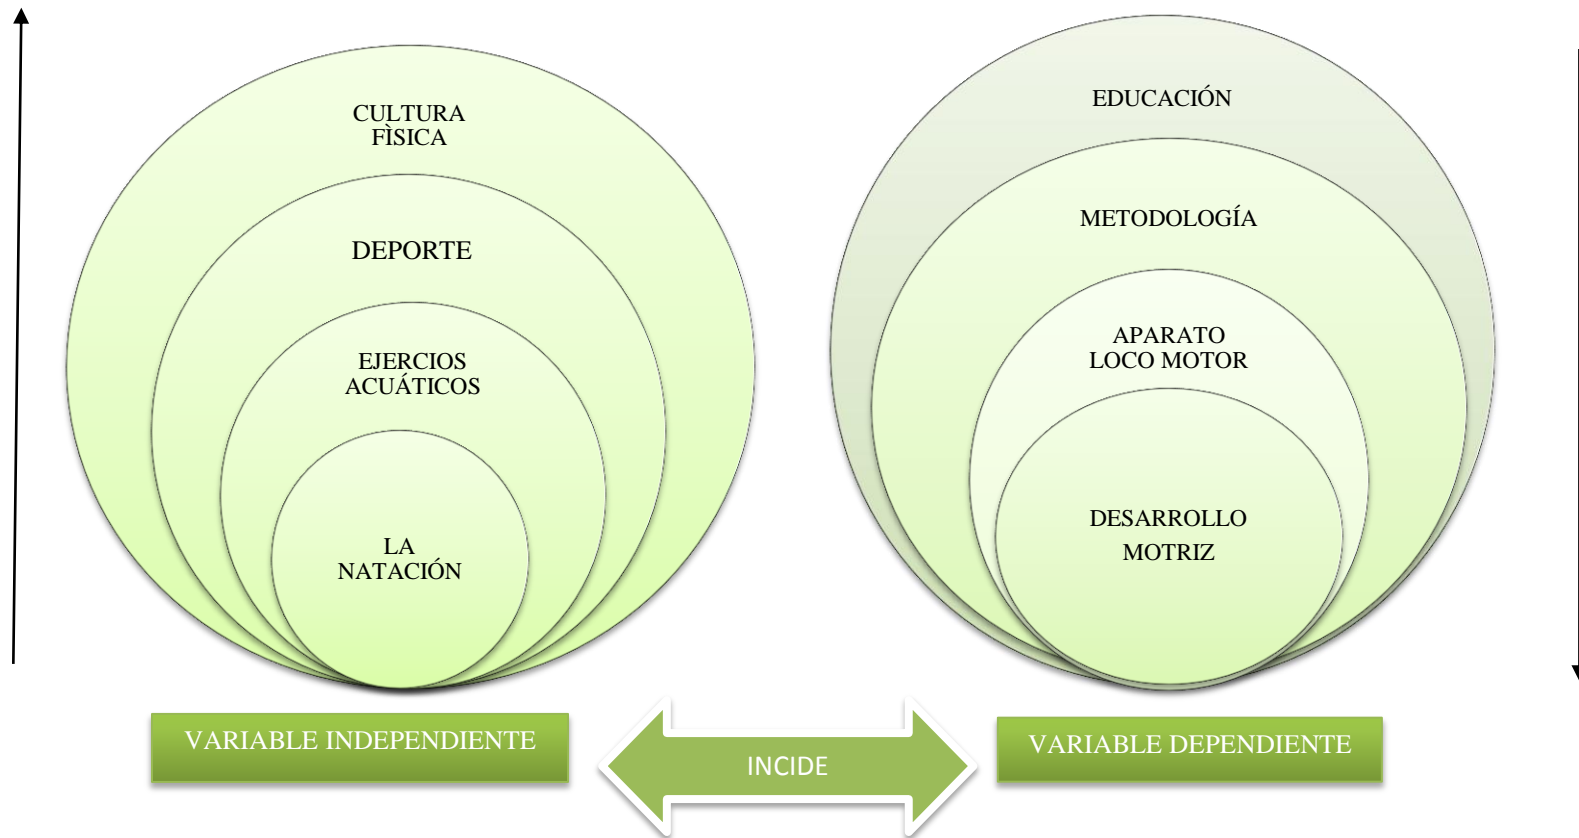 CULTURA
FÌSICA
DEPORTE
EJERCIOS
ACUÁTICOS
LA
NATACIÓN
VARIABLE INDEPENDIENTE
INCIDE
EDUCACIÓN
METODOLOGÍA
APARATO
LOCO MOTOR
DESARROLLO
MOTRIZ
VARIABLE DEPENDIENTE